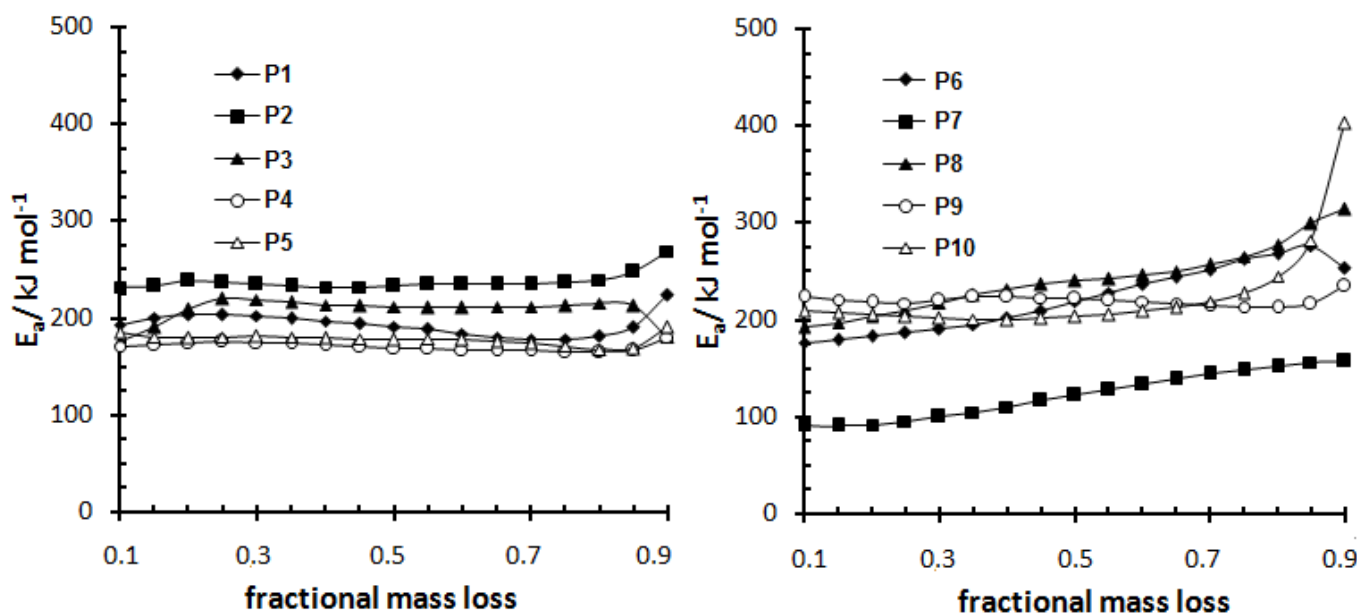 500
400
300
200
100
0
Eₐ/ kJ mol⁻¹
P1
P2
P3
P4
P5
0.1 0.3 0.5 0.7 0.9
fractional mass loss
500
400
300
200
100
0
Eₐ/ kJ mol⁻¹
P6
P7
P8
P9
P10
0.1 0.3 0.5 0.7 0.9
fractional mass loss